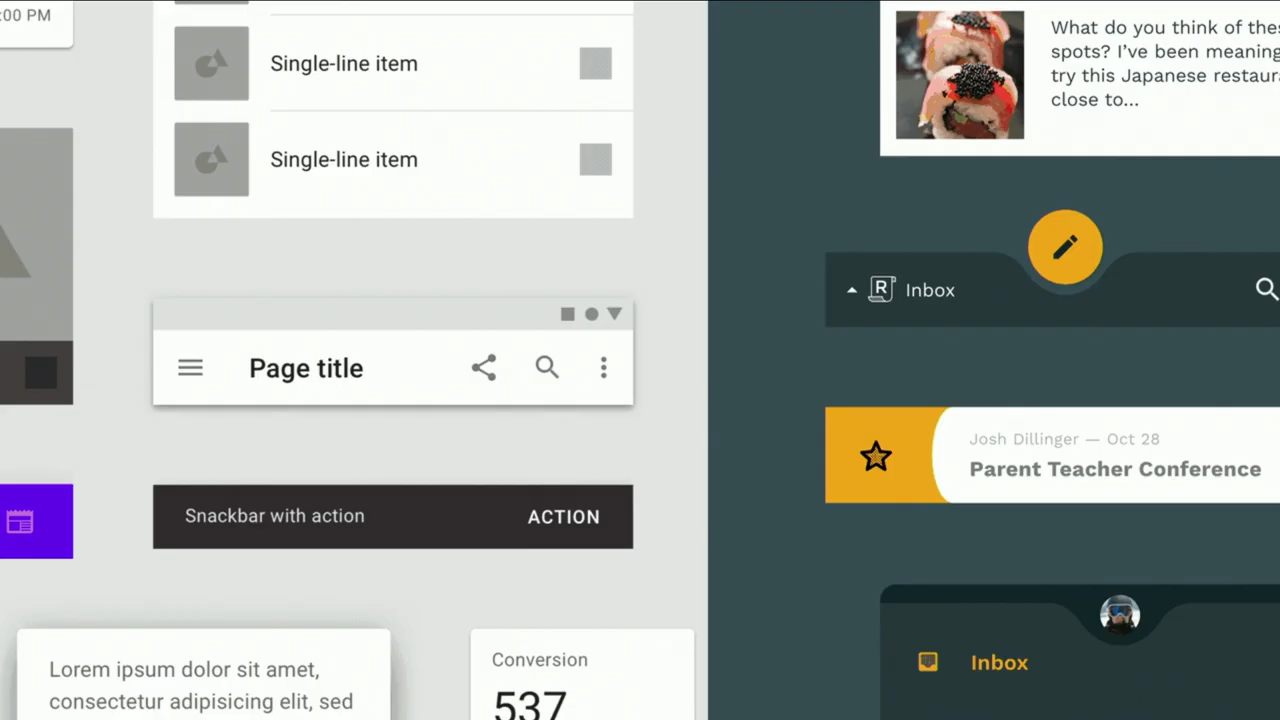 :00 PM
Single-line item
Single-line item
Page title
Snackbar with action
ACTION
Lorem ipsum dolor sit amet,
consectetur adipisicing elit, sed
Conversion
537
What do you think of thes
spots? I've been meaning
try this Japanese restaura
close to...
R Inbox
Josh Dillinger — Oct 28
Parent Teacher Conference
Inbox